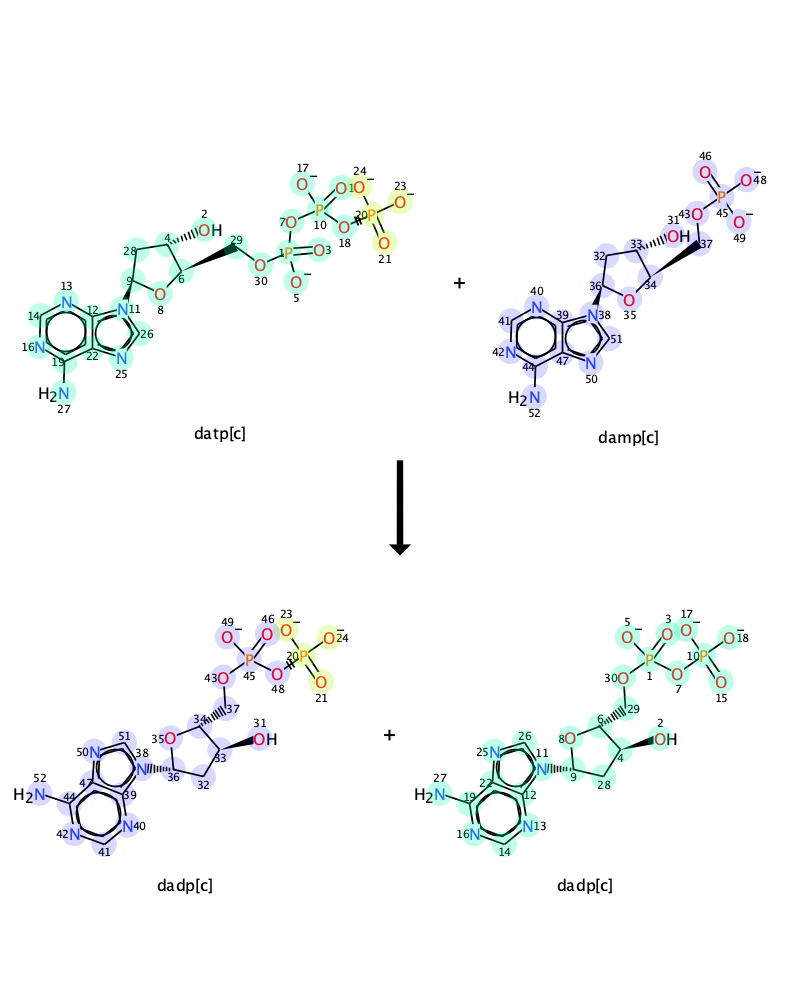 24
17 O⁻ O 15 O 20 O⁻ 23
2 OH 7 O P 10 O 18 P O 21
28 4 29 O P 1 O 3
9 6 30 O⁻ 5
13 N 12 N 11 O 8
14 26
16 N 22 N 25
19
H₂N 27
datp[c]
+
46 O
43 O P 45 O⁻ 48
31 OH O⁻ 49
32 33 37
36 34
40 N 39 N 38 O 35
41 51
42 N 47 N 50
44
H₂N 52
damp[c]
49 O⁻ 46 O 23 O⁻ O⁻ 24
P 45 O 48 P 20 O 21
43 O
37
35 O 34 31 OH
50 N 51 38 N 36 33
52 H₂N 47 39 32
44
42 N N 40
41
dadp[c]
+
5 O⁻ 3 O 17 O⁻ O⁻ 18
P 1 O 7 P 10 O 15
30 O
29
8 O 6 2 OH
25 N 26 11 N 9 4
27 H₂N 22 12 28
19
16 N N 13
14
dadp[c]